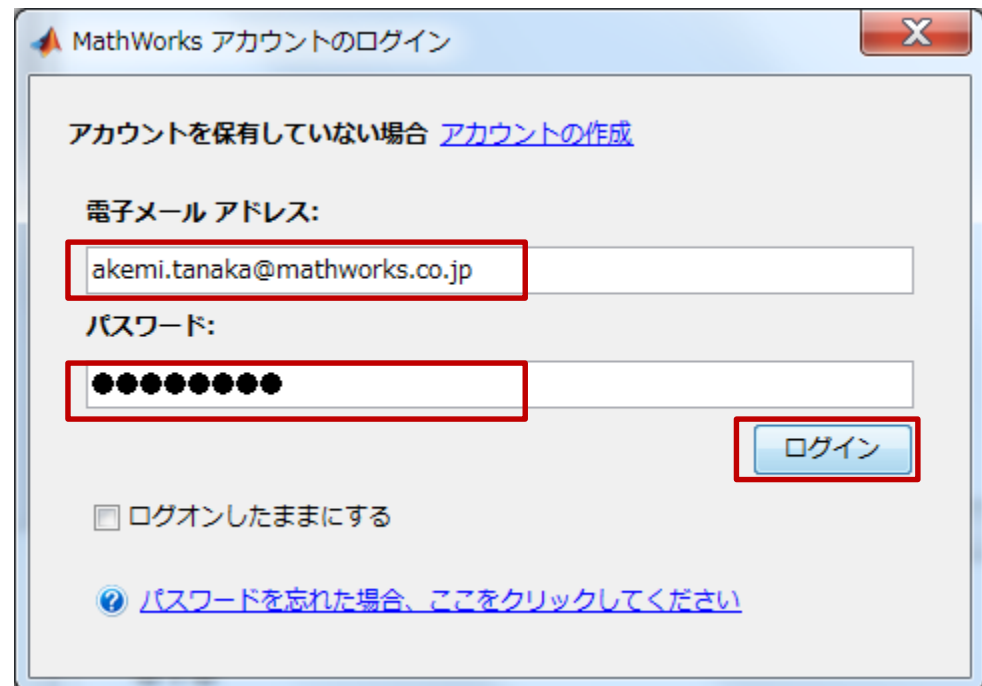 MathWorks アカウントのログイン
アカウントを保有していない場合 アカウントの作成
電子メール アドレス:
akemi.tanaka@mathworks.co.jp
パスワード:
●●●●●●●●
ログイン
ログオンしたままにする
パスワードを忘れた場合、ここをクリックしてください